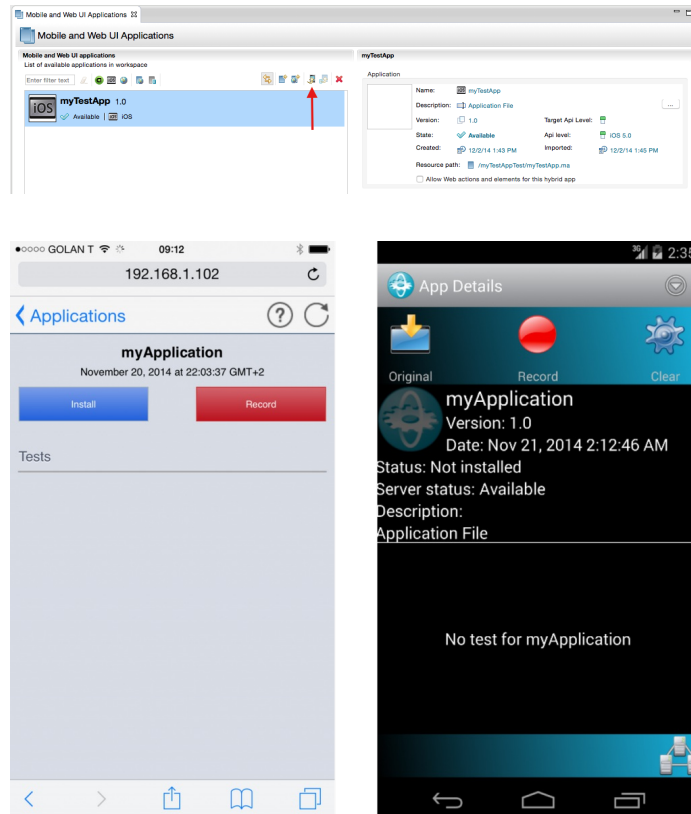 Mobile and Web UI Applications
Mobile and Web UI Applications
Mobile and Web UI applications
List of available applications in workspace
Enter filter text
iOS
myTestApp 1.0
Available | iOS
myTestApp
Application
Name: myTestApp
Description: Application File
...
Version: 1.0 Target Api Level:
State: Available Api level: iOS 5.0
Created: 12/2/14 1:43 PM Imported: 12/2/14 1:45 PM
Resource path: /myTestAppTest/myTestApp.ma
Allow Web actions and elements for this hybrid app
GOLAN T 09:12
192.168.1.102
Applications
?
myApplication
November 20, 2014 at 22:03:37 GMT+2
Install Record
Tests
3G 2:35
App Details
Original Record Clear
myApplication
Version: 1.0
Date: Nov 21, 2014 2:12:46 AM
Status: Not installed
Server status: Available
Description:
Application File
No test for myApplication